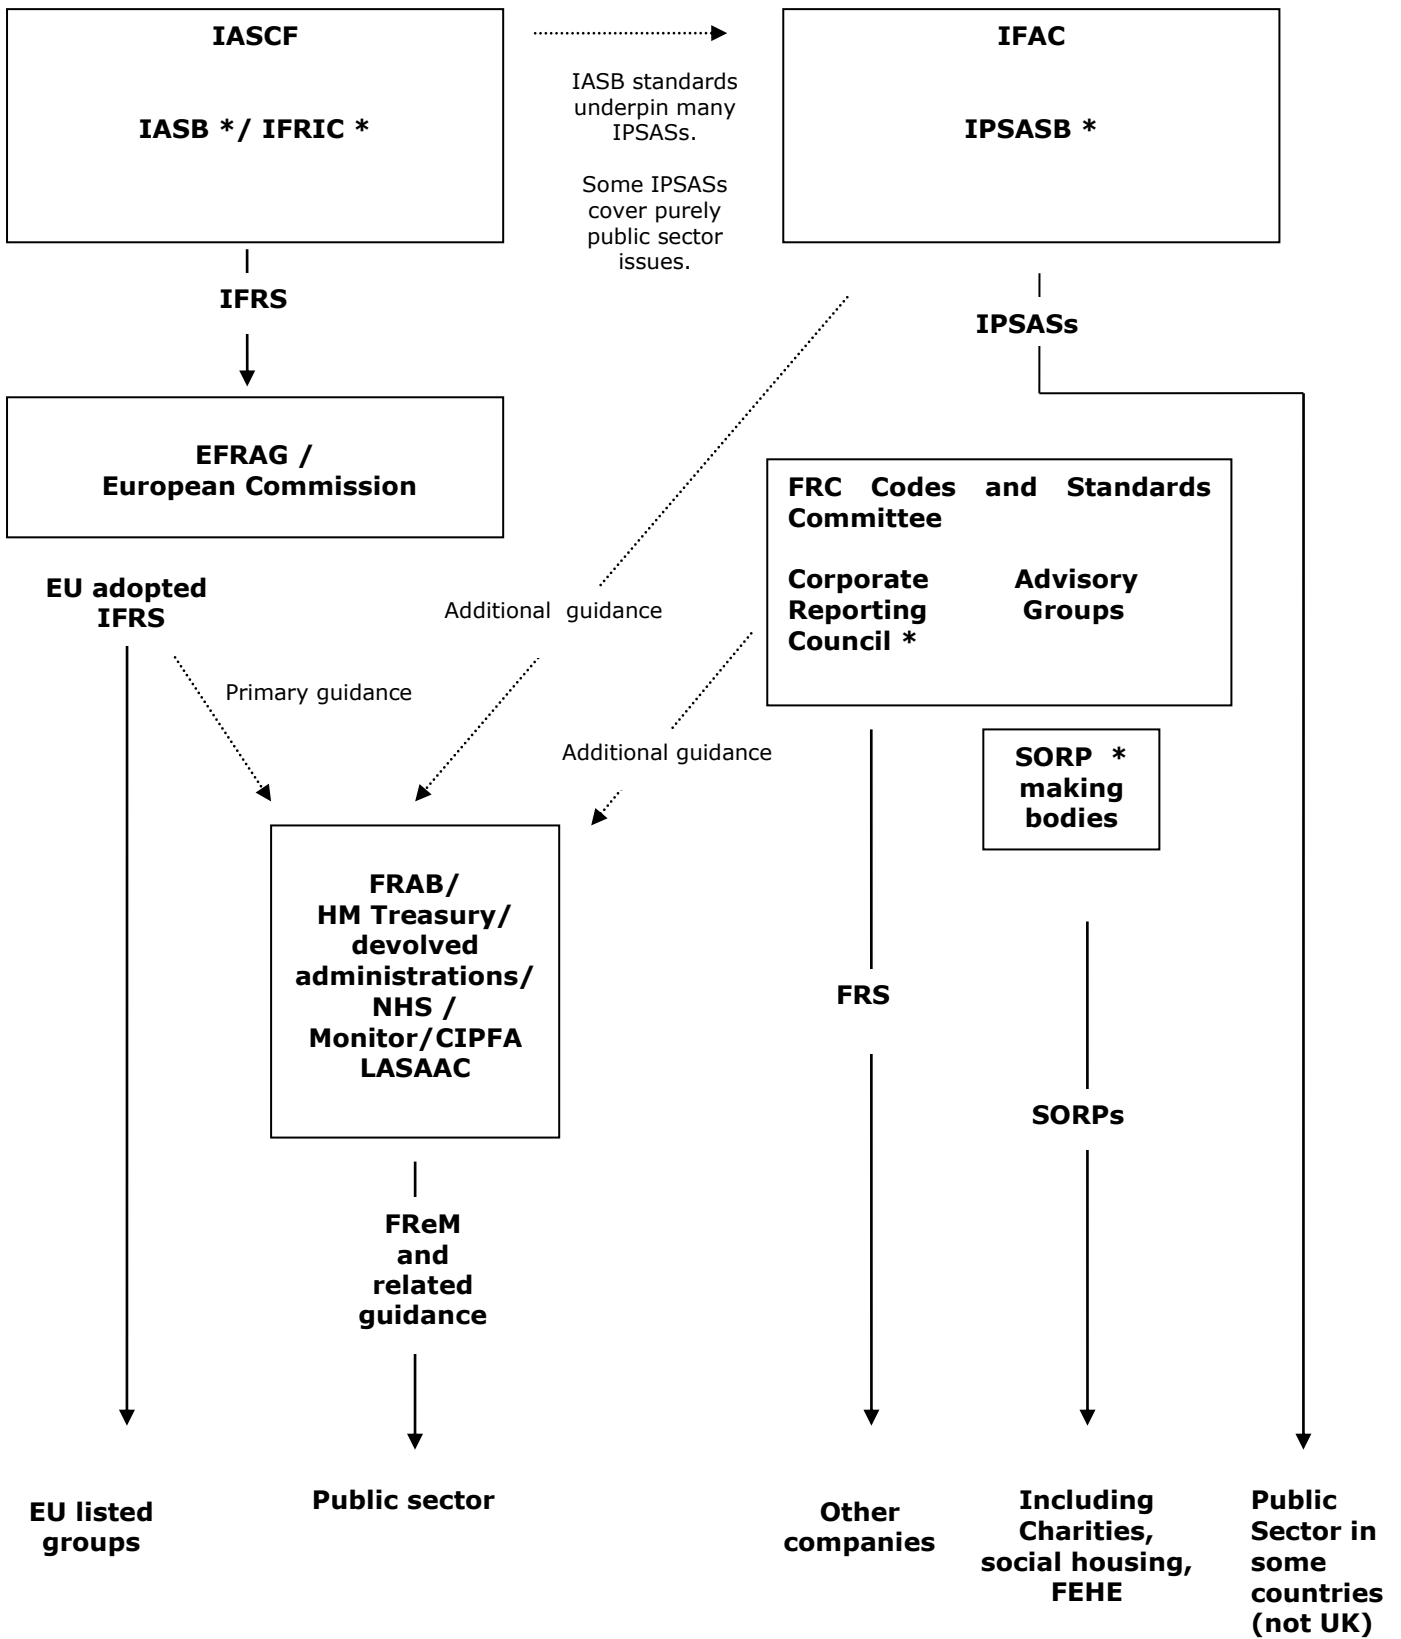 IASCF
IASB */ IFRIC *
IASB standards
underpin many
IPSASs.
Some IPSASs
cover purely
public sector
issues.
IFAC
IPSASB *
IFRS
IPSASs
EFRAG /
European Commission
FRC Codes and Standards
Committee
Corporate Advisory
Reporting Groups
Council *
EU adopted
IFRS
Additional guidance
Primary guidance
Additional guidance
SORP *
making
bodies
FRAB/
HM Treasury/
devolved
administrations/
NHS /
Monitor/CIPFA
LASAAC
FRS
SORPs
FReM
and
related
guidance
EU listed
groups
Public sector
Other
companies
Including
Charities,
social housing,
FEHE
Public
Sector in
some
countries
(not UK)